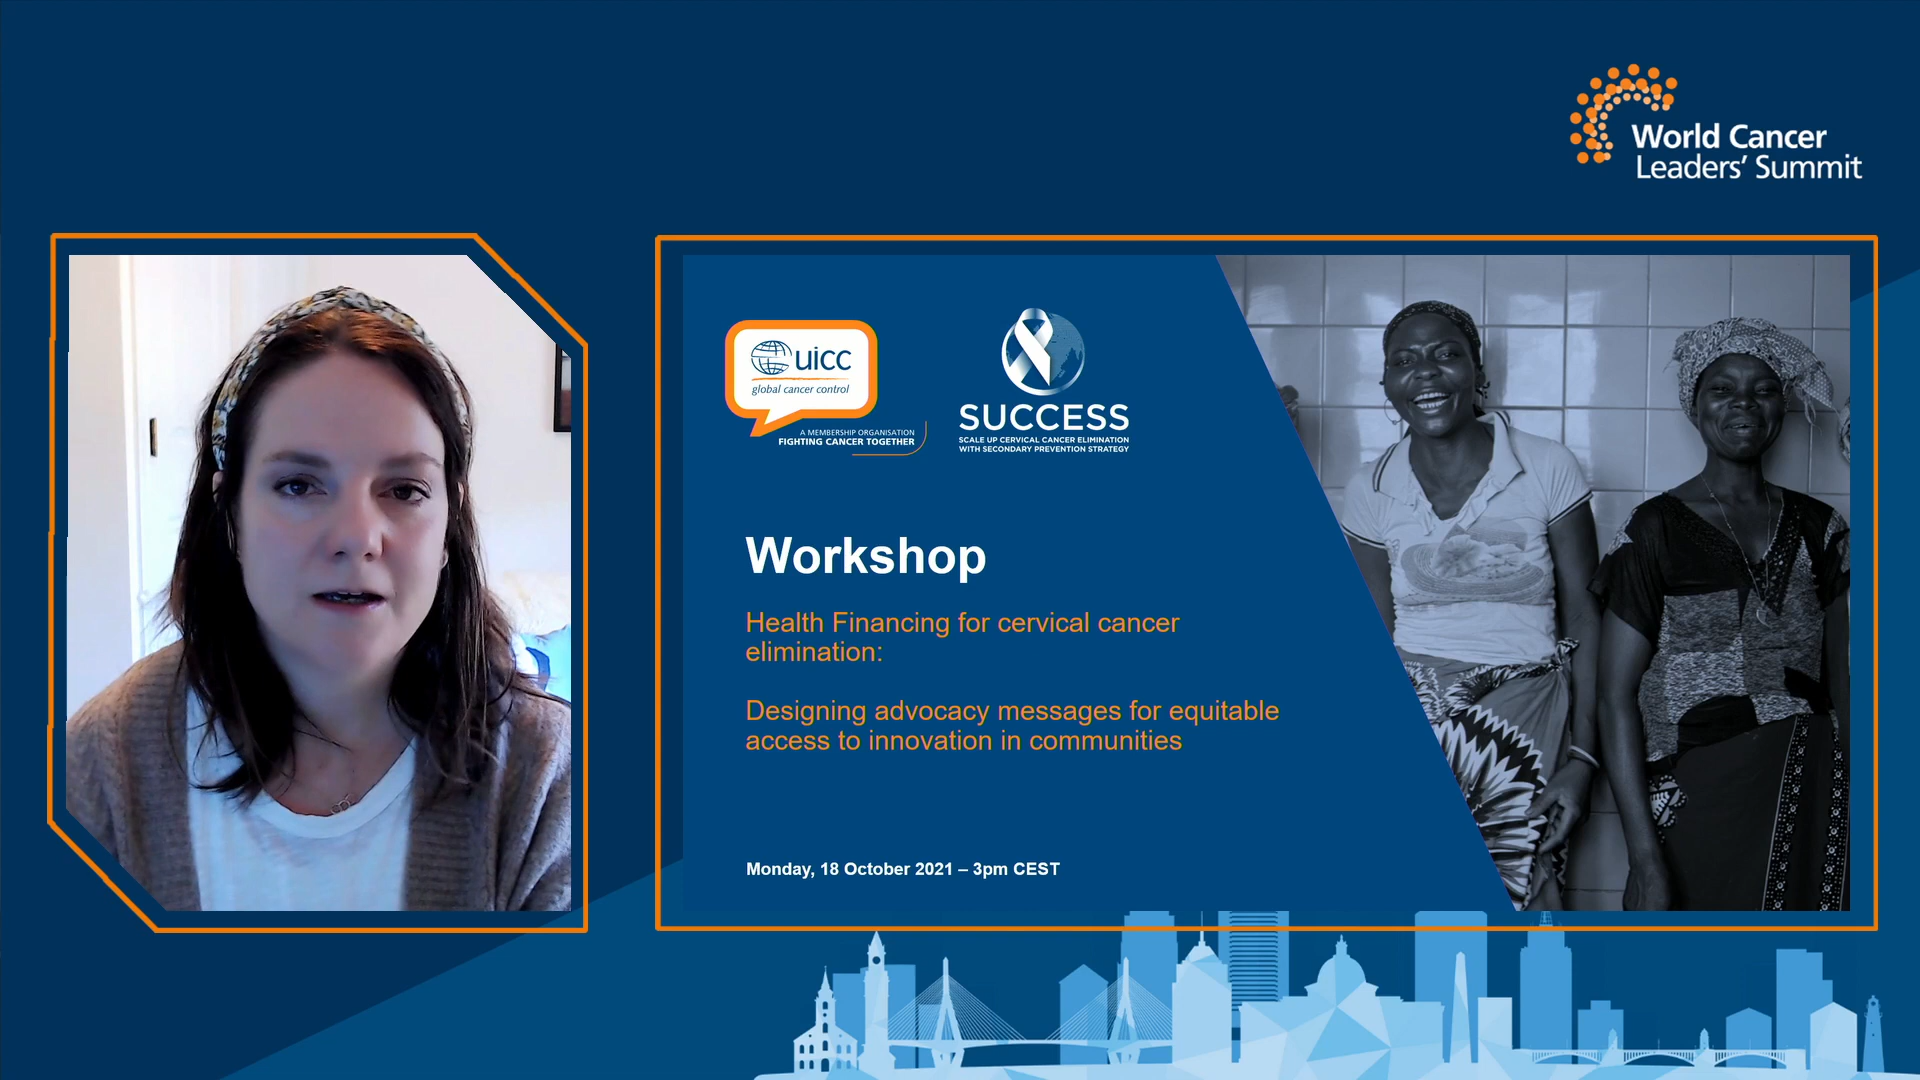 World Cancer
Leaders' Summit
uicc
global cancer control
A MEMBERSHIP ORGANISATION
FIGHTING CANCER TOGETHER
SUCCESS
SCALE UP CERVICAL CANCER ELIMINATION
WITH SECONDARY PREVENTION STRATEGY
Workshop
Health Financing for cervical cancer
elimination:
Designing advocacy messages for equitable
access to innovation in communities
Monday, 18 October 2021 – 3pm CEST